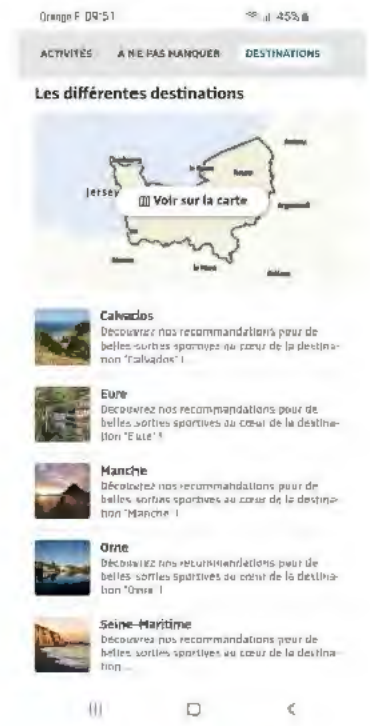 Orange F 09:51 45%
ACTIVITÉS A NE PAS MANQUER DESTINATIONS
Les différentes destinations
Jersey
Voir sur la carte
Calvados
Découvrez nos recommandations pour de
belles sorties sportives au cœur de la destina-
tion "Calvados" !
Eure
Découvrez nos recommandations pour de
belles sorties sportives au cœur de la destina-
tion "Eure" !
Manche
Découvrez nos recommandations pour de
belles sorties sportives au cœur de la destina-
tion "Manche" !
Orne
Découvrez nos recommandations pour de
belles sorties sportives au cœur de la destina-
tion "Orne" !
Seine-Maritime
Découvrez nos recommandations pour de
belles sorties sportives au cœur de la destina-
tion ...